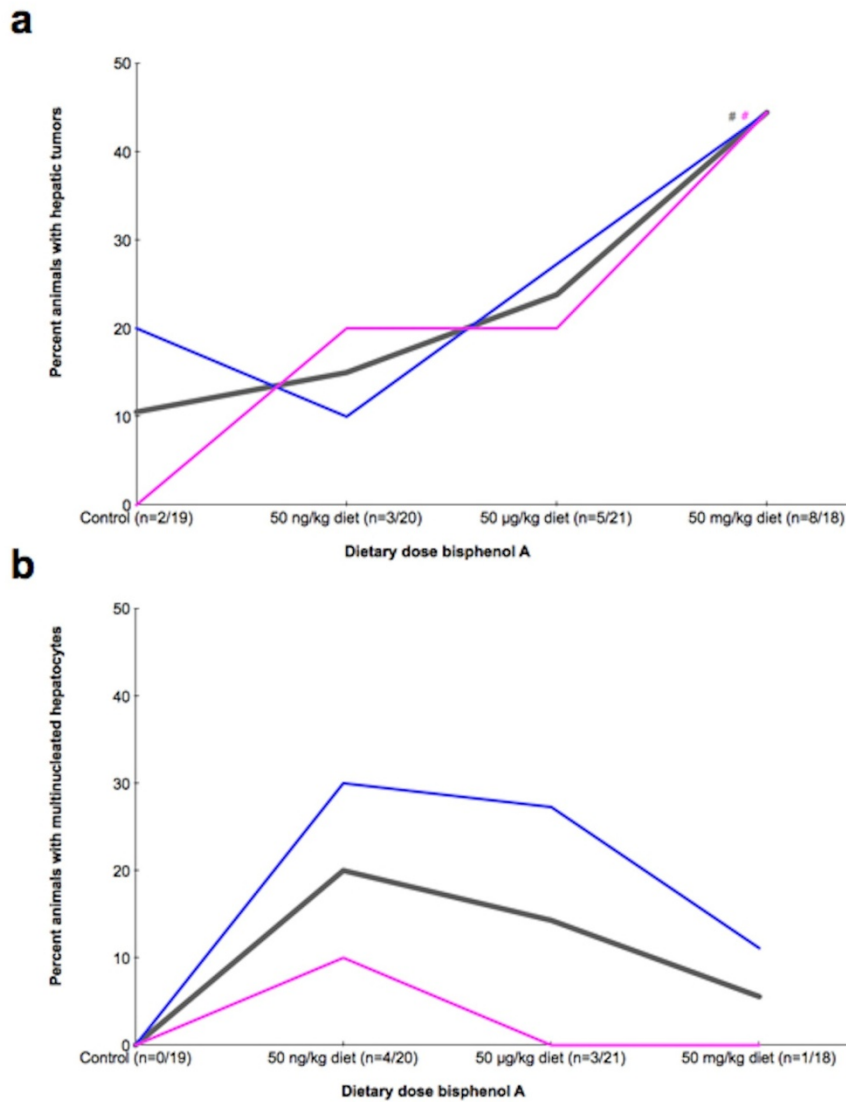 a
Percent animals with hepatic tumors
50
40
30
20
10
0
# #
Control (n=2/19) 50 ng/kg diet (n=3/20) 50 µg/kg diet (n=5/21) 50 mg/kg diet (n=8/18)
Dietary dose bisphenol A
b
Percent animals with multinucleated hepatocytes
50
40
30
20
10
0
Control (n=0/19) 50 ng/kg diet (n=4/20) 50 µg/kg diet (n=3/21) 50 mg/kg diet (n=1/18)
Dietary dose bisphenol A